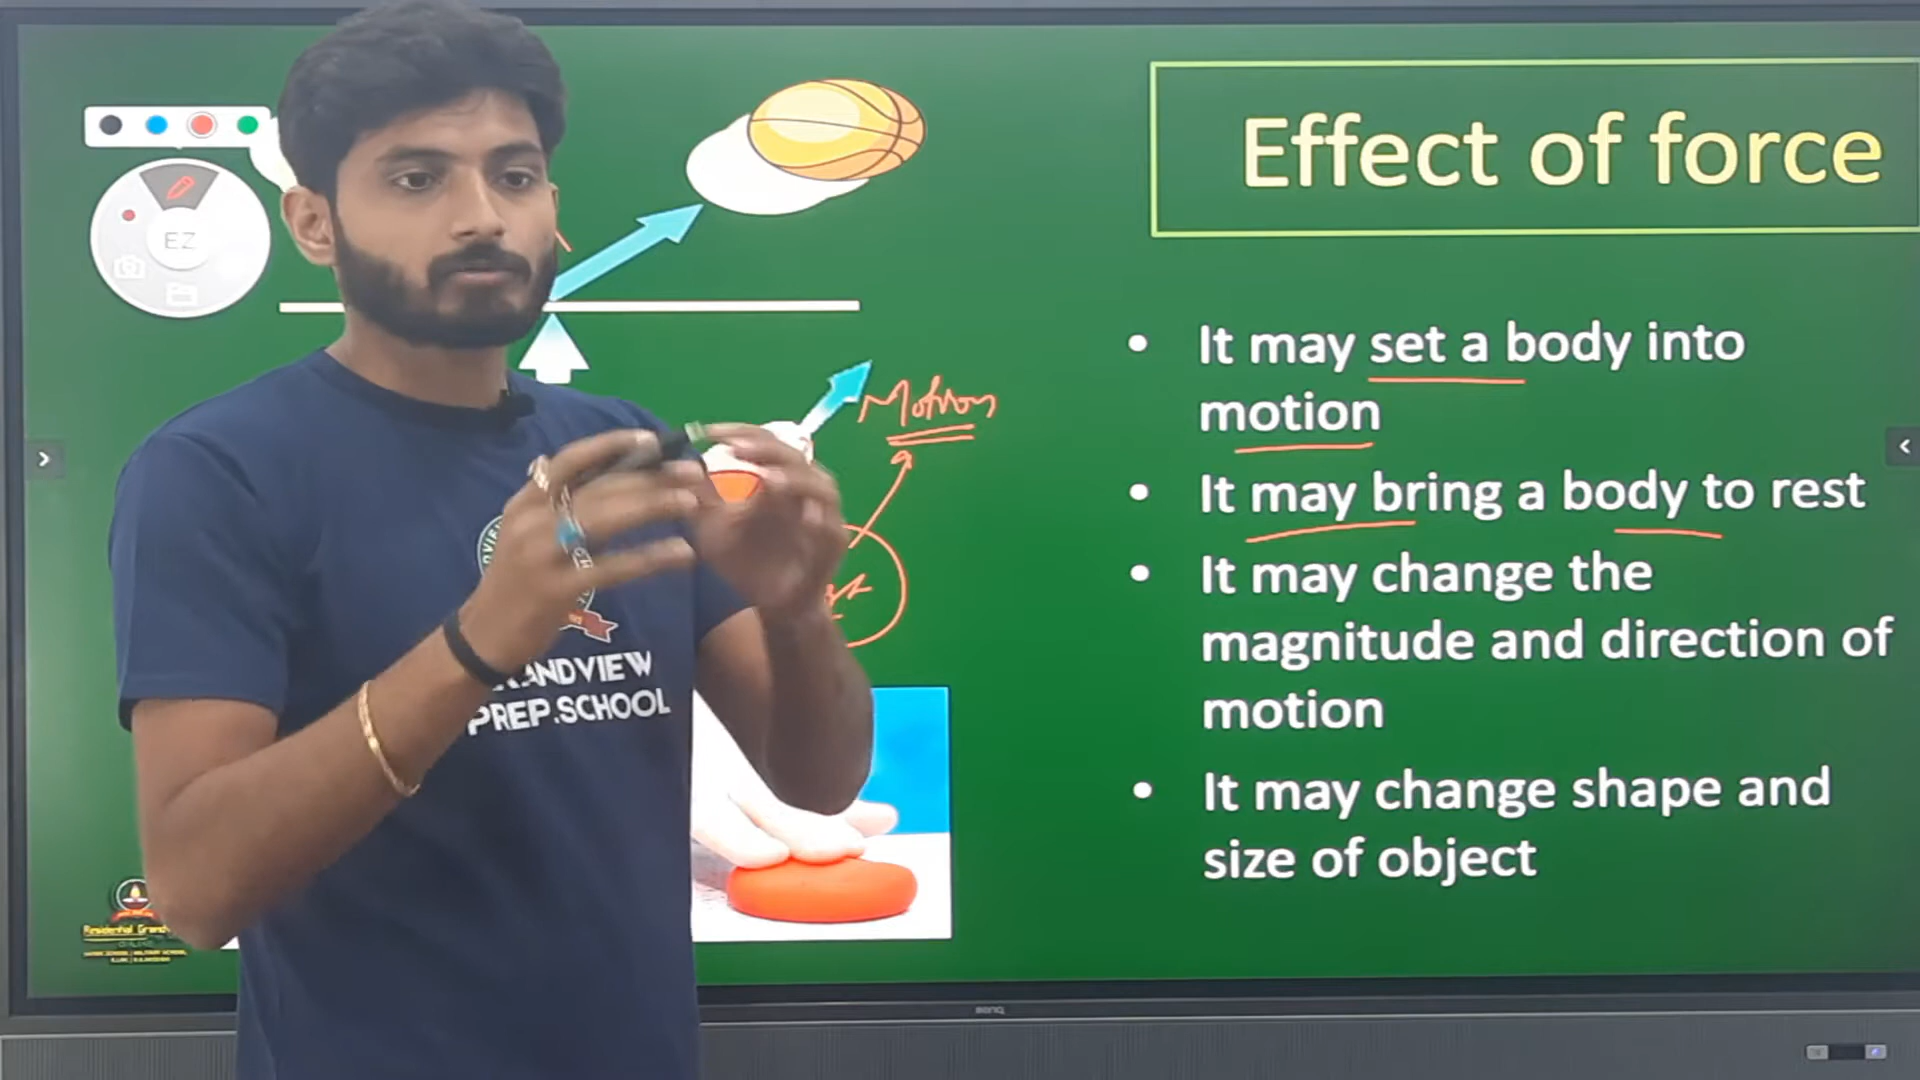 EZ
Effect of force
• It may set a body into
motion
• It may bring a body to rest
• It may change the
magnitude and direction of
motion
• It may change shape and
size of object
Motion
GRANDVIEW
PREP.SCHOOL
BenQ